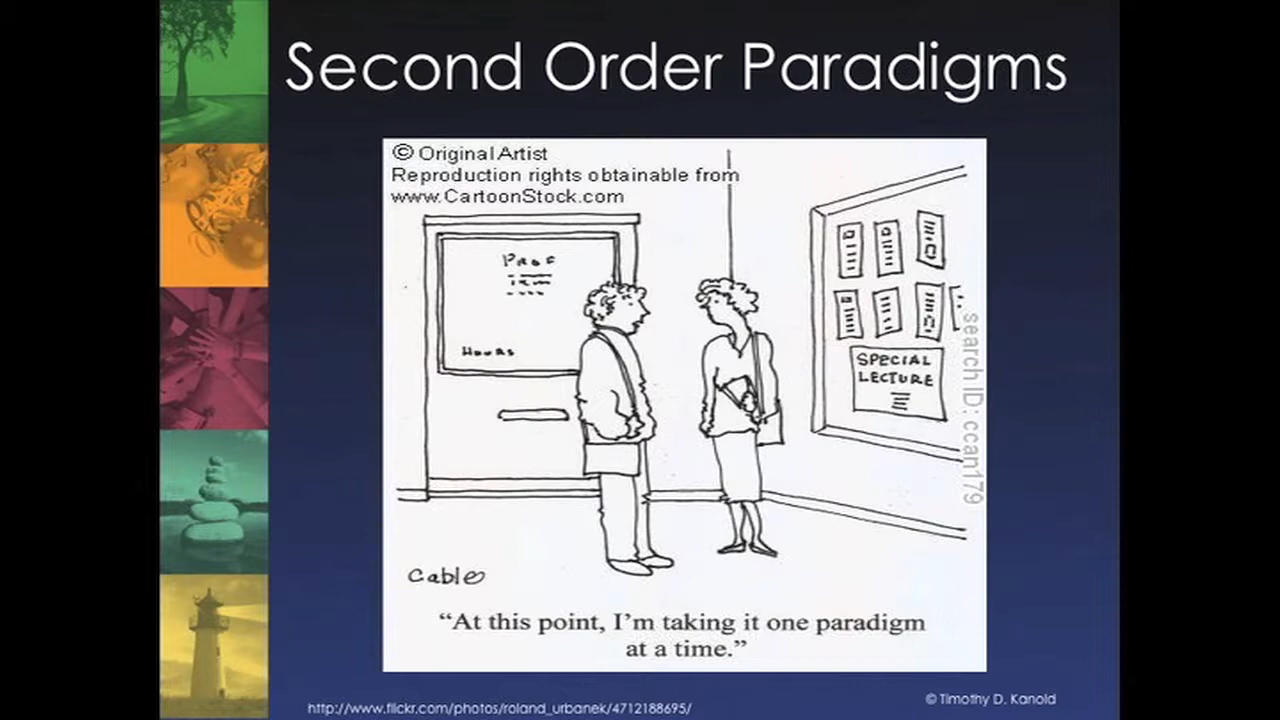 Second Order Paradigms
© Original Artist
Reproduction rights obtainable from
www.CartoonStock.com
PROF
HOURS
SPECIAL
LECTURE
search ID: ccan179
Cable
“At this point, I’m taking it one paradigm
at a time.”
http://www.flickr.com/photos/roland_urbanek/4712188695/
© Timothy D. Kanold